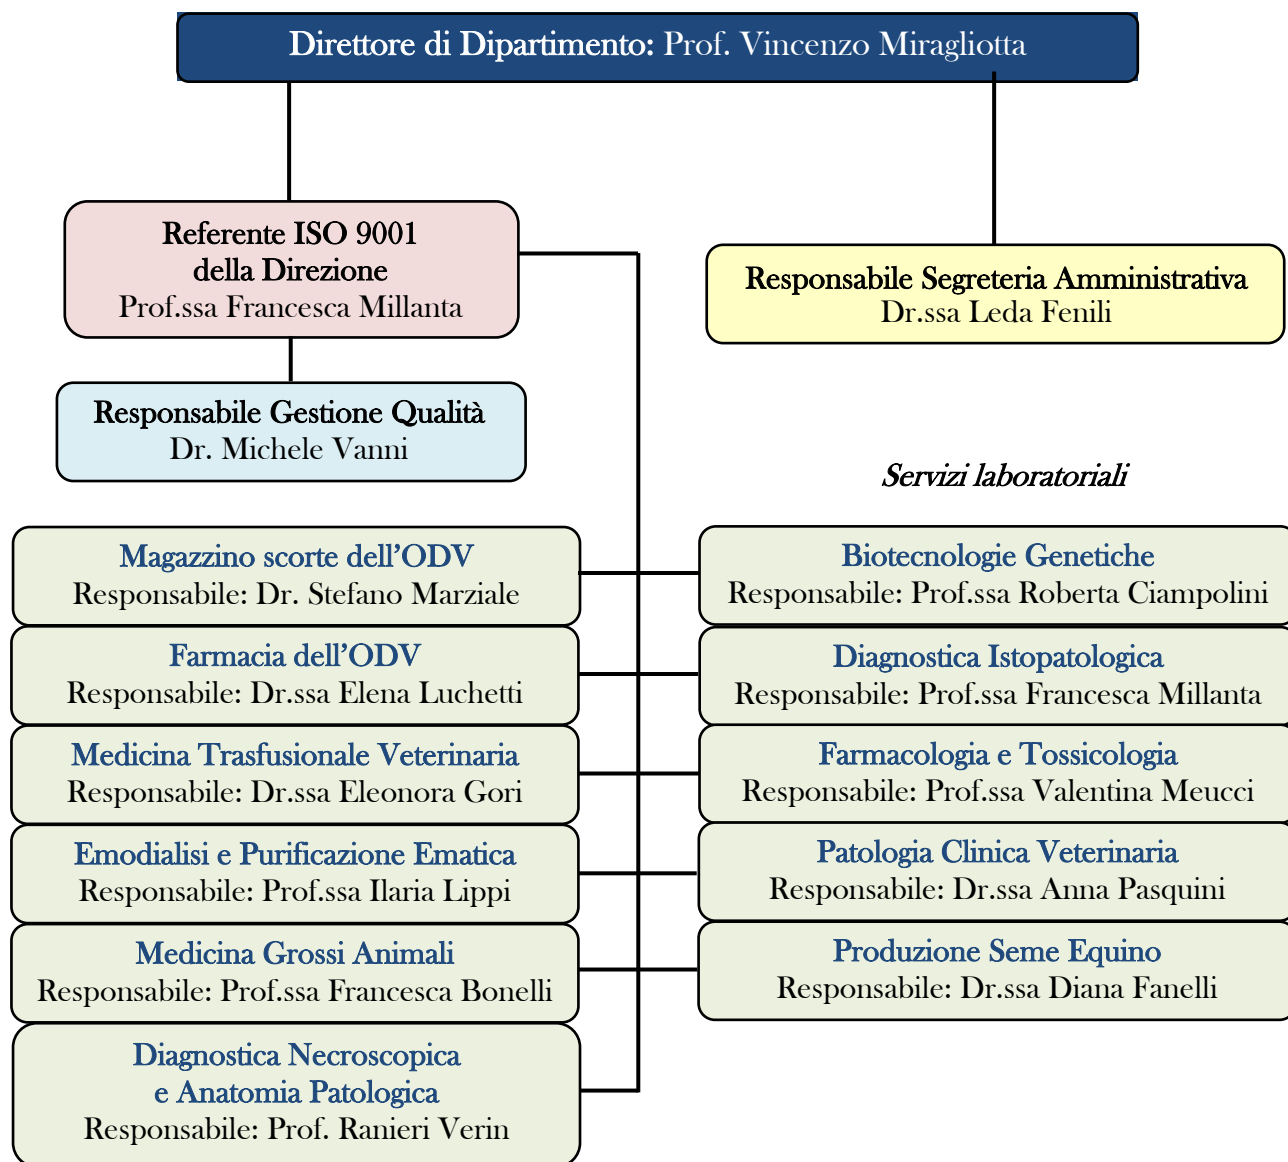 Direttore di Dipartimento: Prof. Vincenzo Miragliotta
Referente ISO 9001
della Direzione
Prof.ssa Francesca Millanta
Responsabile Segreteria Amministrativa
Dr.ssa Leda Fenili
Responsabile Gestione Qualità
Dr. Michele Vanni
Servizi laboratoriali
Magazzino scorte dell’ODV
Responsabile: Dr. Stefano Marziale
Farmacia dell’ODV
Responsabile: Dr.ssa Elena Luchetti
Medicina Trasfusionale Veterinaria
Responsabile: Dr.ssa Eleonora Gori
Emodialisi e Purificazione Ematica
Responsabile: Prof.ssa Ilaria Lippi
Medicina Grossi Animali
Responsabile: Prof.ssa Francesca Bonelli
Diagnostica Necroscopica
e Anatomia Patologica
Responsabile: Prof. Ranieri Verin
Biotecnologie Genetiche
Responsabile: Prof.ssa Roberta Ciampolini
Diagnostica Istopatologica
Responsabile: Prof.ssa Francesca Millanta
Farmacologia e Tossicologia
Responsabile: Prof.ssa Valentina Meucci
Patologia Clinica Veterinaria
Responsabile: Dr.ssa Anna Pasquini
Produzione Seme Equino
Responsabile: Dr.ssa Diana Fanelli